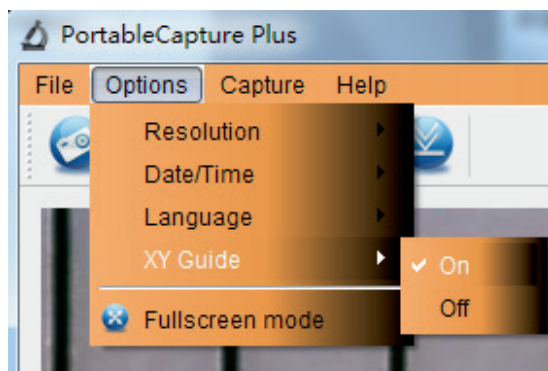 PortableCapture Plus
File Options Capture Help
Resolution
Date/Time
Language
XY Guide
On
Off
Fullscreen mode